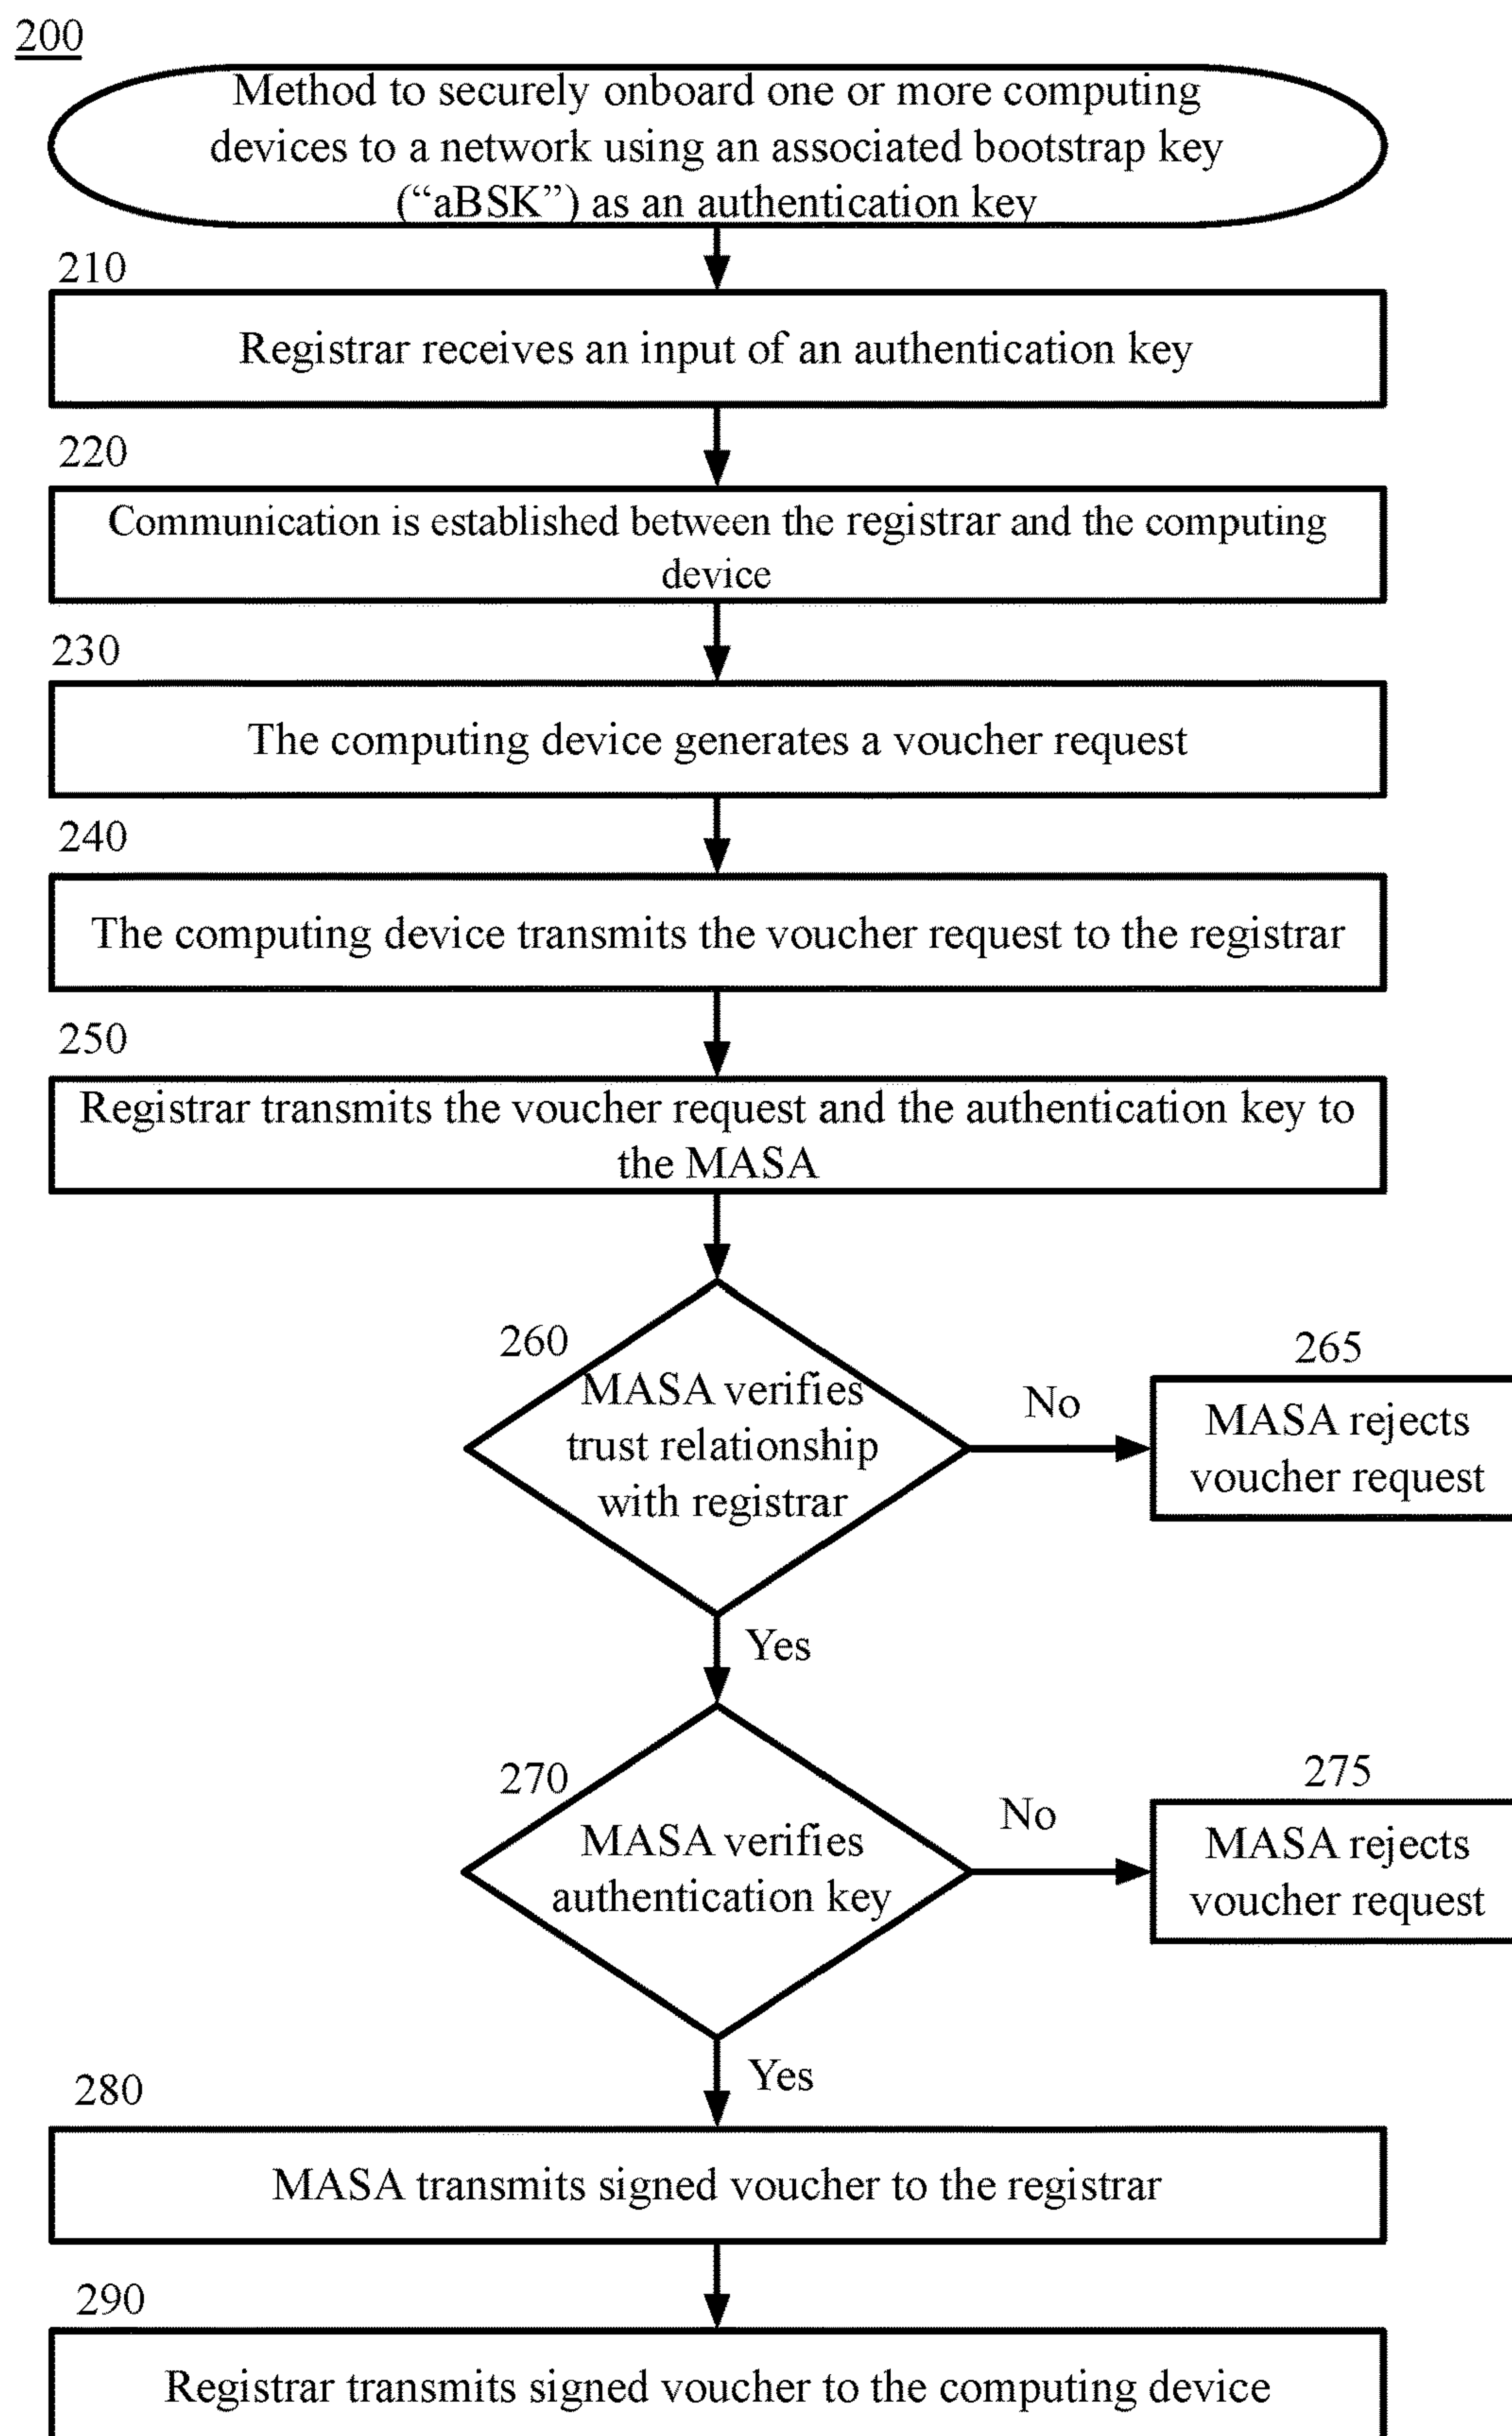 200
Method to securely onboard one or more computing
devices to a network using an associated bootstrap key
(“aBSK”) as an authentication key
210
Registrar receives an input of an authentication key
220
Communication is established between the registrar and the computing
device
230
The computing device generates a voucher request
240
The computing device transmits the voucher request to the registrar
250
Registrar transmits the voucher request and the authentication key to
the MASA
260
MASA verifies
trust relationship
with registrar
No
265
MASA rejects
voucher request
Yes
270
MASA verifies
authentication key
No
275
MASA rejects
voucher request
Yes
280
MASA transmits signed voucher to the registrar
290
Registrar transmits signed voucher to the computing device